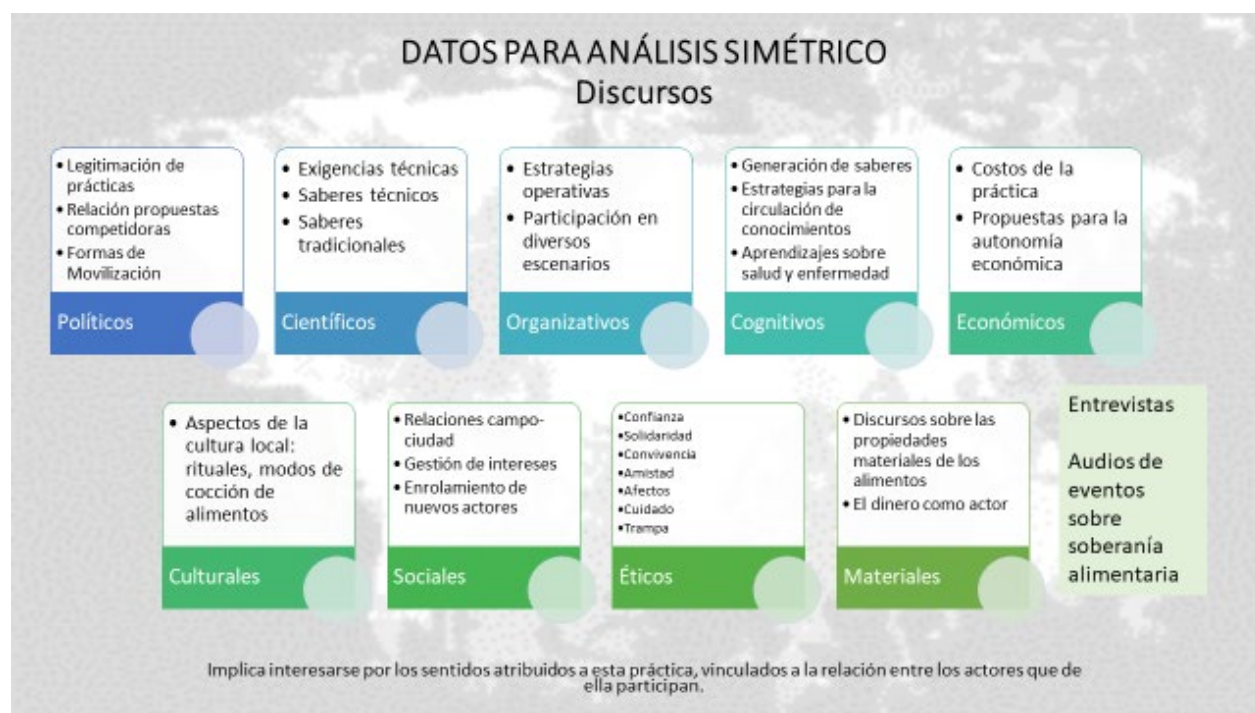 DATOS PARA ANÁLISIS SIMÉTRICO
Discursos
• Legitimación de
prácticas
• Relación propuestas
competidoras
• Formas de
Movilización
Políticos
• Exigencias técnicas
• Saberes técnicos
• Saberes
tradicionales
Científicos
• Estrategias
operativas
• Participación en
diversos
escenarios
Organizativos
• Generación de saberes
• Estrategias para la
circulación de
conocimientos
• Aprendizajes sobre
salud y enfermedad
Cognitivos
• Costos de la
práctica
• Propuestas para la
autonomía
económica
Económicos
• Aspectos de la
cultura local:
rituales, modos de
cocción de
alimentos
Culturales
• Relaciones campo-
ciudad
• Gestión de intereses
• Enrolamiento de
nuevos actores
Sociales
•Confianza
•Solidaridad
•Convivencia
•Amistad
•Afectos
•Cuidado
•Trampa
Éticos
• Discursos sobre las
propiedades
materiales de los
alimentos
• El dinero como actor
Materiales
Entrevistas
Audios de
eventos
sobre
soberanía
alimentaria
Implica interesarse por los sentidos atribuidos a esta práctica, vinculados a la relación entre los actores que de
ella participan.